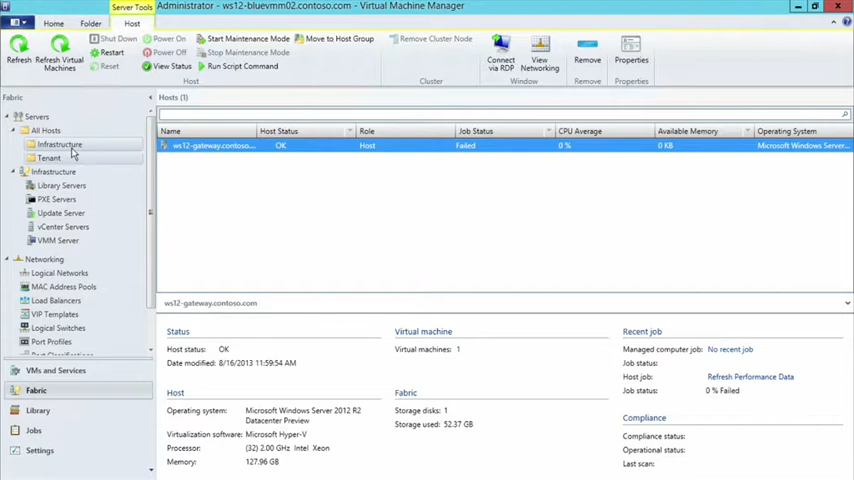 Server Tools
Administrator - ws12-bluevmm02.contoso.com - Virtual Machine Manager
Home Folder Host
Refresh
Refresh Virtual Machines
Shut Down
Restart
Reset
Power On
Power Off
View Status
Start Maintenance Mode
Stop Maintenance Mode
Run Script Command
Move to Host Group
Host
Remove Cluster Node
Cluster
Connect via RDP
View Networking
Window
Remove
Remove
Properties
Properties
Fabric
Servers
All Hosts
Infrastructure
Tenant
Infrastructure
Library Servers
PXE Servers
Update Server
vCenter Servers
VMM Server
Networking
Logical Networks
MAC Address Pools
Load Balancers
VIP Templates
Logical Switches
Port Profiles
Port Classifications
VMs and Services
Fabric
Library
Jobs
Settings
Hosts (1)
Name Host Status Role Job Status CPU Average Available Memory Operating System
ws12-gateway.contoso.... OK Host Failed 0 % 0 KB Microsoft Windows Server...
ws12-gateway.contoso.com
Status
Host status: OK
Date modified: 8/16/2013 11:59:54 AM
Host
Operating system: Microsoft Windows Server 2012 R2
Datacenter Preview
Virtualization software: Microsoft Hyper-V
Processor: (32) 2.00 GHz Intel Xeon
Memory: 127.96 GB
Virtual machine
Virtual machines: 1
Fabric
Storage disks: 1
Storage used: 52.37 GB
Recent job
Managed computer job: No recent job
Job status:
Host job: Refresh Performance Data
Job status: 0 % Failed
Compliance
Compliance status:
Operational status:
Last scan: